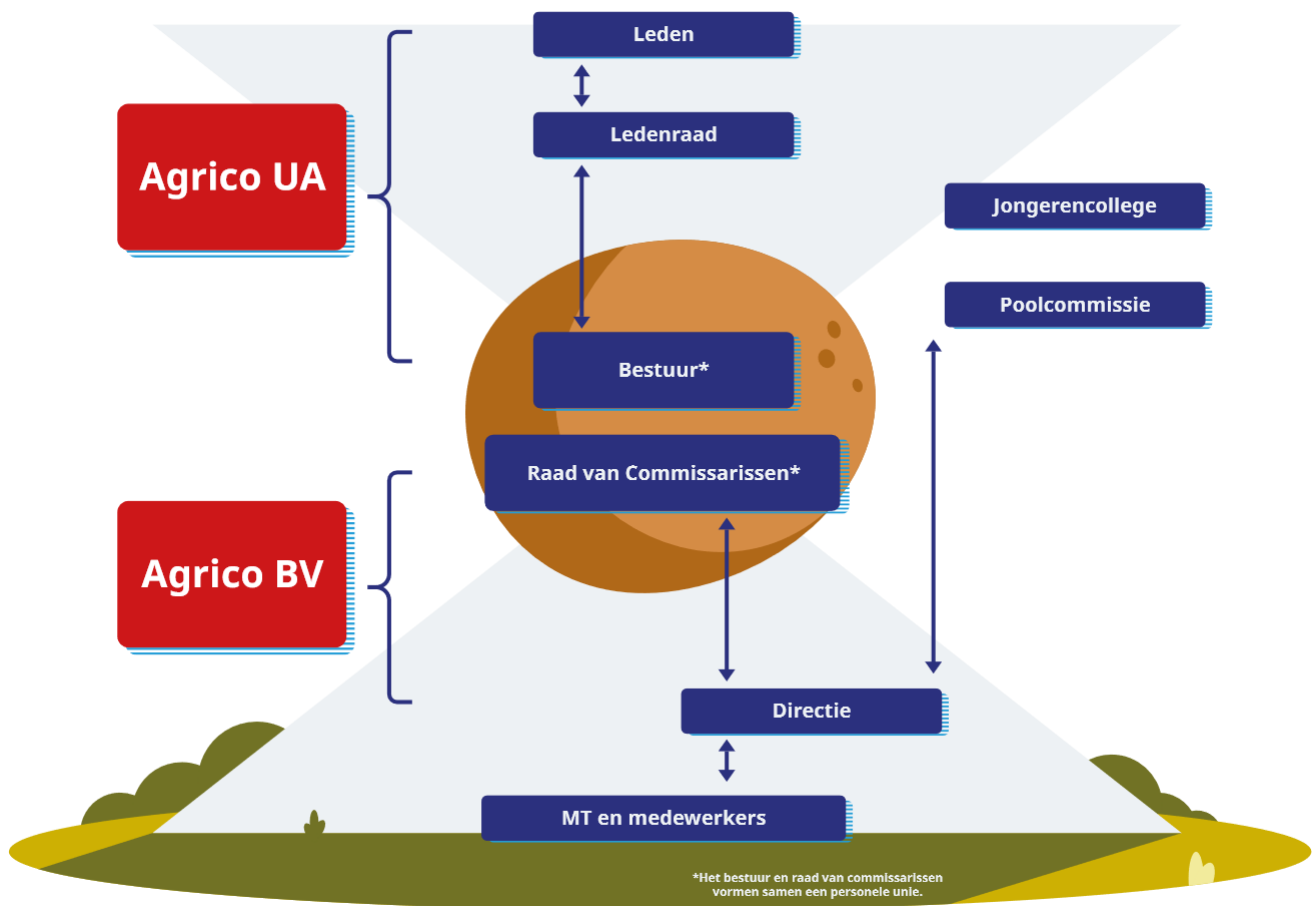 Leden
Ledenraad
Agrico UA
Jongerencollege
Poolcommissie
Bestuur*
Raad van Commissarissen*
Agrico BV
Directie
MT en medewerkers
*Het bestuur en raad van commissarissen
vormen samen een personele unie.